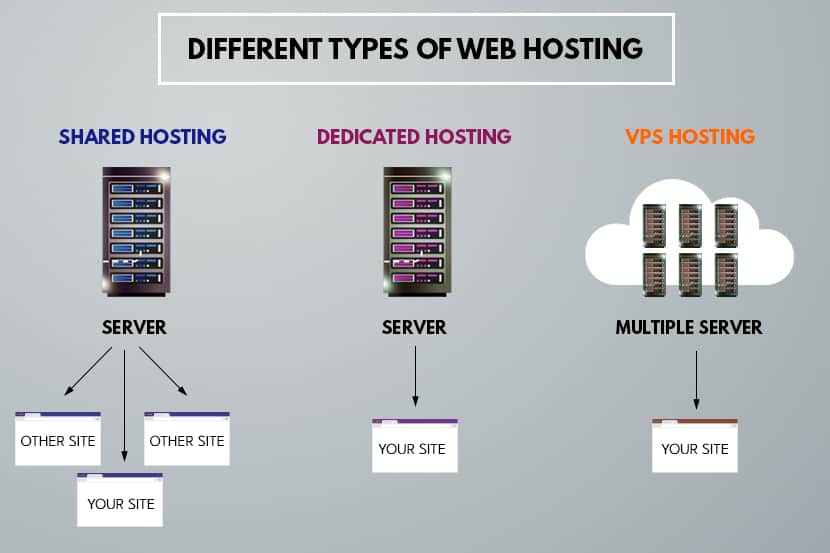 DIFFERENT TYPES OF WEB HOSTING
SHARED HOSTING
DEDICATED HOSTING
VPS HOSTING
SERVER
SERVER
MULTIPLE SERVER
OTHER SITE
OTHER SITE
YOUR SITE
YOUR SITE
YOUR SITE